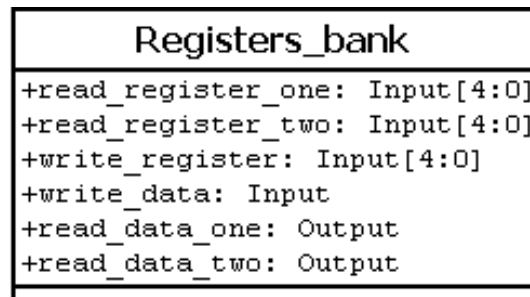 Registers_bank
+read_register_one: Input[4:0]
+read_register_two: Input[4:0]
+write_register: Input[4:0]
+write_data: Input
+read_data_one: Output
+read_data_two: Output